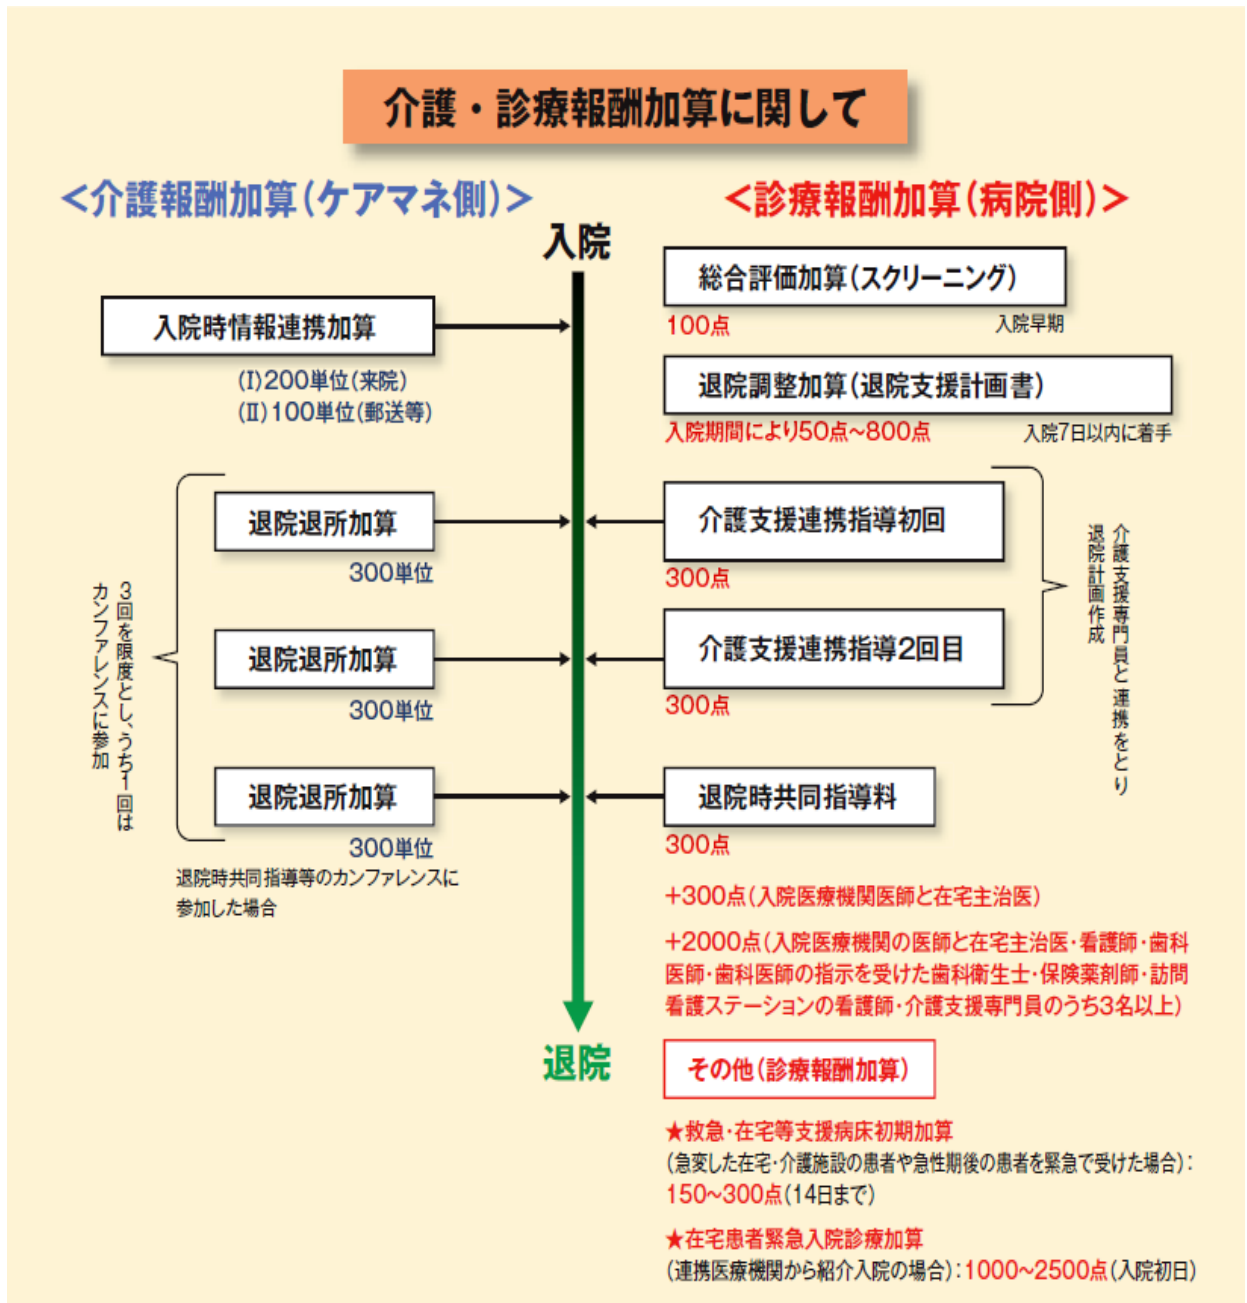 介護・診療報酬加算に関して
<介護報酬加算(ケアマネ側)>
<診療報酬加算(病院側)>
入院
入院時情報連携加算
(Ⅰ)200単位(来院)
(Ⅱ)100単位(郵送等)
総合評価加算(スクリーニング)
100点
入院早期
退院調整加算(退院支援計画書)
入院期間により50点~800点
入院7日以内に着手
退院退所加算
300単位
介護支援連携指導初回
300点
退院退所加算
300単位
介護支援連携指導2回目
300点
退院退所加算
300単位
退院時共同指導料
300点
3回を限度とし、うち1回は
カンファレンスに参加
介護支援専門員と連携をとり
退院計画作成
退院時共同指導等のカンファレンスに
参加した場合
+300点(入院医療機関医師と在宅主治医)
+2000点(入院医療機関の医師と在宅主治医・看護師・歯科
医師・歯科医師の指示を受けた歯科衛生士・保険薬剤師・訪問
看護ステーションの看護師・介護支援専門員のうち3名以上)
退院
その他(診療報酬加算)
★救急・在宅等支援病床初期加算
(急変した在宅・介護施設の患者や急性期後の患者を緊急で受けた場合):
150~300点(14日まで)
★在宅患者緊急入院診療加算
(連携医療機関から紹介入院の場合):1000~2500点(入院初日)